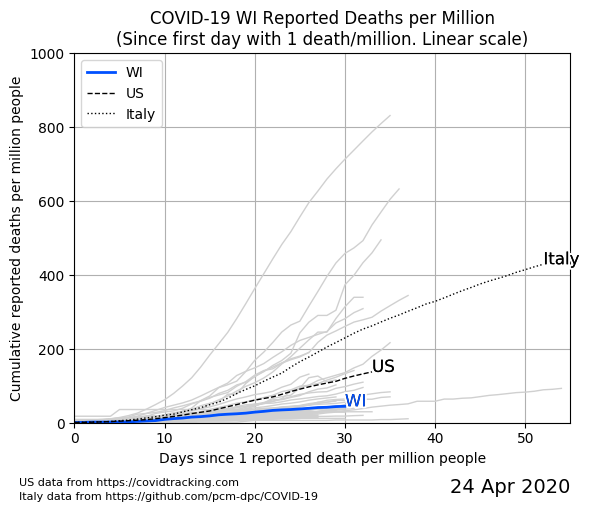 COVID-19 WI Reported Deaths per Million
(Since first day with 1 death/million. Linear scale)
Cumulative reported deaths per million people
1000
800
600
400
200
0
WI
US
Italy
Italy
US
WI
0 10 20 30 40 50
Days since 1 reported death per million people
US data from https://covidtracking.com
Italy data from https://github.com/pcm-dpc/COVID-19
24 Apr 2020